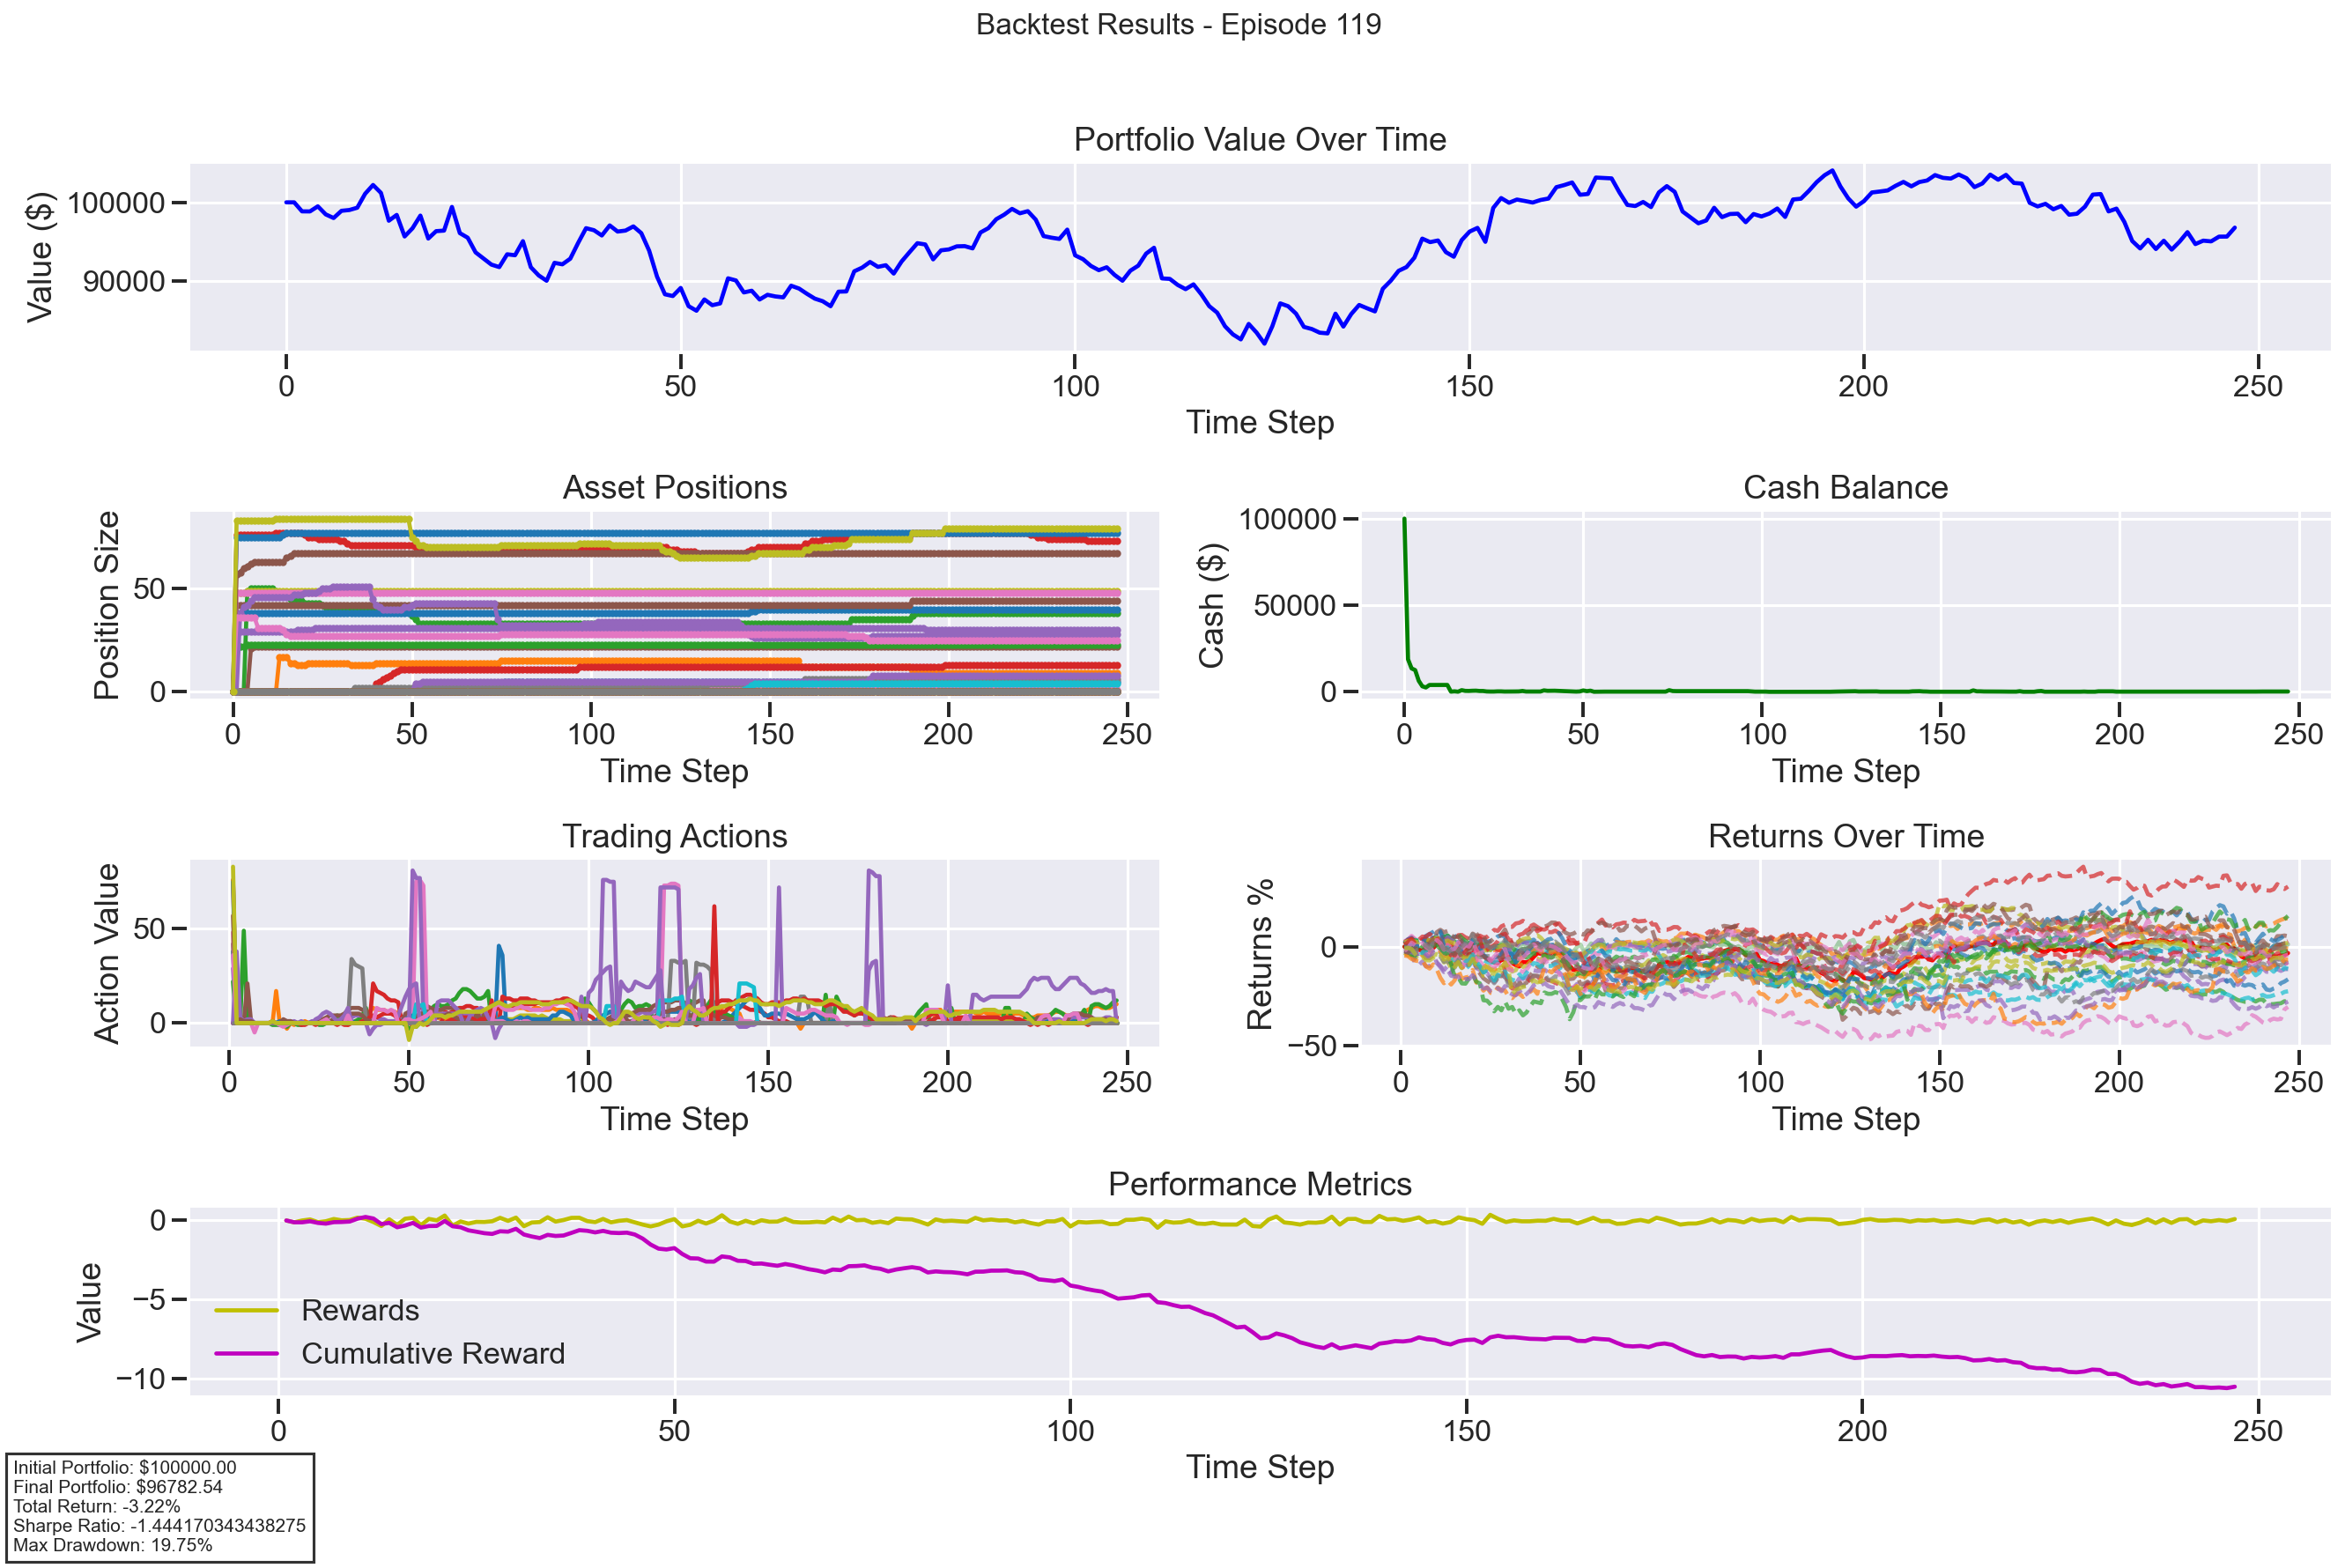 Backtest Results - Episode 119
Portfolio Value Over Time
Value ($)
100000
90000
0 50 100 150 200 250
Time Step
Asset Positions
Position Size
50
0
0 50 100 150 200 250
Time Step
Cash Balance
Cash ($)
100000
50000
0
0 50 100 150 200 250
Time Step
Trading Actions
Action Value
50
0
0 50 100 150 200 250
Time Step
Returns Over Time
Returns %
0
−50
0 50 100 150 200 250
Time Step
Performance Metrics
Value
0
−5
−10
Rewards
Cumulative Reward
0 50 100 150 200 250
Time Step
Initial Portfolio: $100000.00
Final Portfolio: $96782.54
Total Return: -3.22%
Sharpe Ratio: -1.444170343438275
Max Drawdown: 19.75%